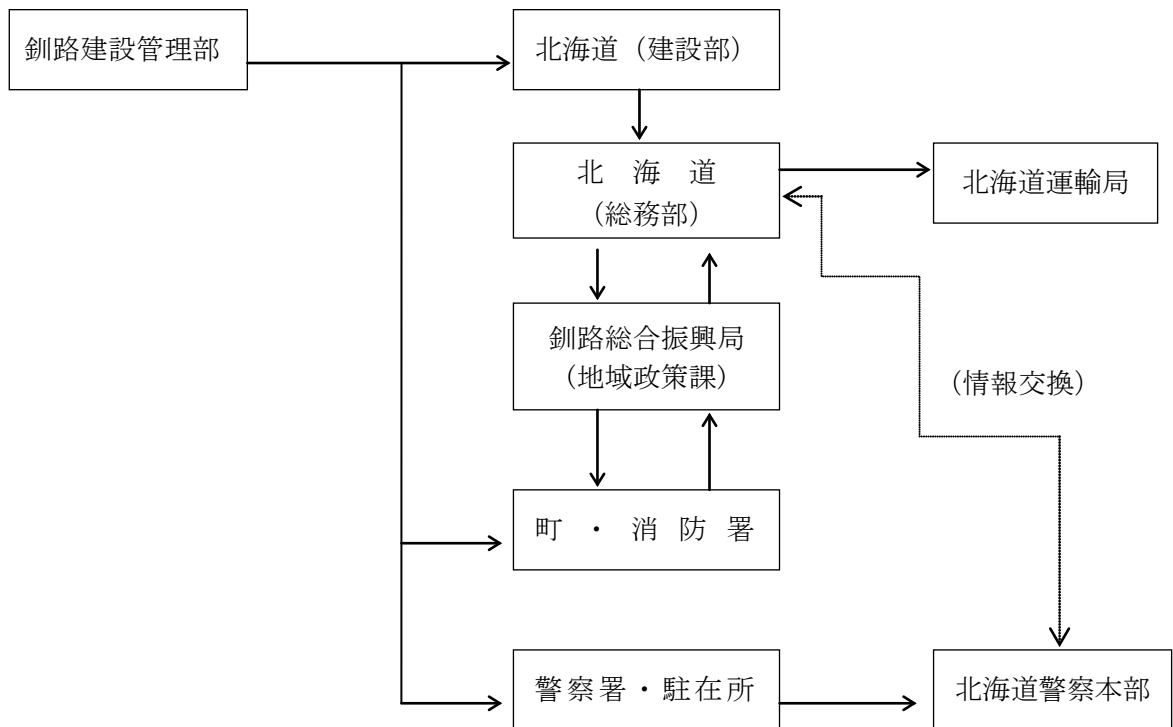 釧路建設管理部
北海道（建設部）
北海道
（総務部）
北海道運輸局
釧路総合振興局
（地域政策課）
（情報交換）
町・消防署
警察署・駐在所
北海道警察本部